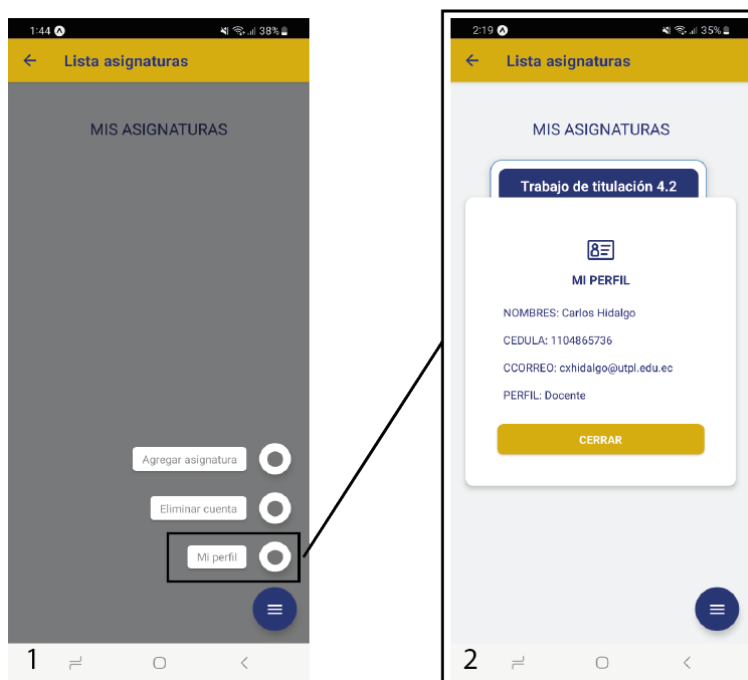 1:44 38%
Lista asignaturas
MIS ASIGNATURAS
Agregar asignatura
Eliminar cuenta
Mi perfil
1
2:19 35%
Lista asignaturas
MIS ASIGNATURAS
Trabajo de titulación 4.2
MI PERFIL
NOMBRES: Carlos Hidalgo
CEDULA: 1104865736
CCORREO: cxhidalgo@utpl.edu.ec
PERFIL: Docente
CERRAR
2